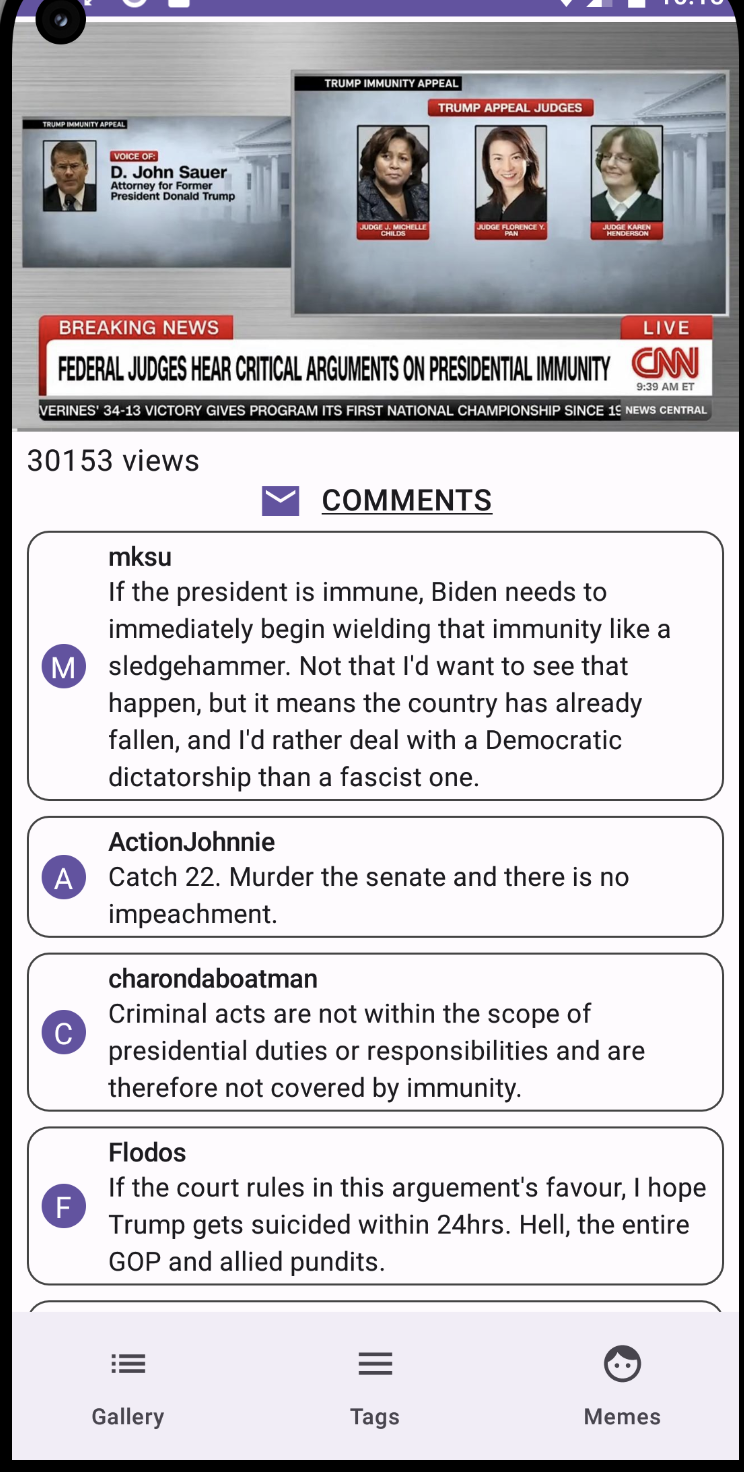 TRUMP IMMUNITY APPEAL
VOICE OF:
D. John Sauer
Attorney for Former
President Donald Trump
TRUMP IMMUNITY APPEAL
TRUMP APPEAL JUDGES
JUDGE J. MICHELLE
CHILDS
JUDGE FLORENCE Y.
PAN
JUDGE KAREN
HENDERSON
BREAKING NEWS
LIVE
FEDERAL JUDGES HEAR CRITICAL ARGUMENTS ON PRESIDENTIAL IMMUNITY
CNN
9:39 AM ET
VERINES' 34-13 VICTORY GIVES PROGRAM ITS FIRST NATIONAL CHAMPIONSHIP SINCE 19
NEWS CENTRAL
30153 views
COMMENTS
mksu
If the president is immune, Biden needs to
immediately begin wielding that immunity like a
M
sledgehammer. Not that I'd want to see that
happen, but it means the country has already
fallen, and I'd rather deal with a Democratic
dictatorship than a fascist one.
ActionJohnnie
A
Catch 22. Murder the senate and there is no
impeachment.
charondaboatman
Criminal acts are not within the scope of
C
presidential duties or responsibilities and are
therefore not covered by immunity.
Flodos
If the court rules in this arguement's favour, I hope
F
Trump gets suicided within 24hrs. Hell, the entire
GOP and allied pundits.
Gallery
Tags
Memes